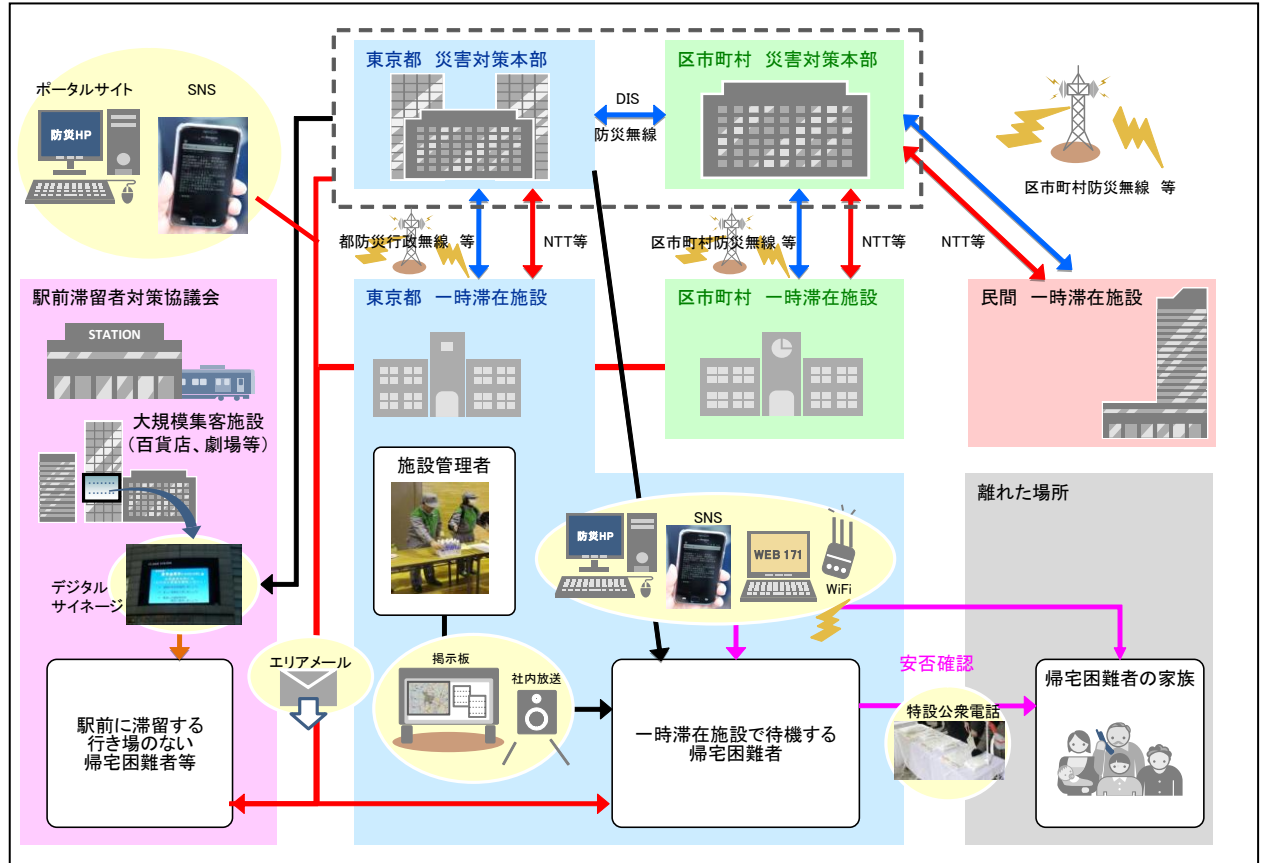 東京都 災害対策本部
区市町村 災害対策本部
ポータルサイト
SNS
防災HP
DIS
防災無線
区市町村防災無線 等
都防災行政無線 等
NTT等
区市町村防災無線 等
NTT等
NTT等
駅前滞留者対策協議会
STATION
東京都 一時滞在施設
区市町村 一時滞在施設
民間 一時滞在施設
大規模集客施設
(百貨店、劇場等)
施設管理者
離れた場所
防災HP
SNS
WEB 171
WiFi
デジタル
サイネージ
エリアメール
掲示板
社内放送
安否確認
特設公衆電話
帰宅困難者の家族
駅前に滞留する
行き場のない
帰宅困難者等
一時滞在施設で待機する
帰宅困難者